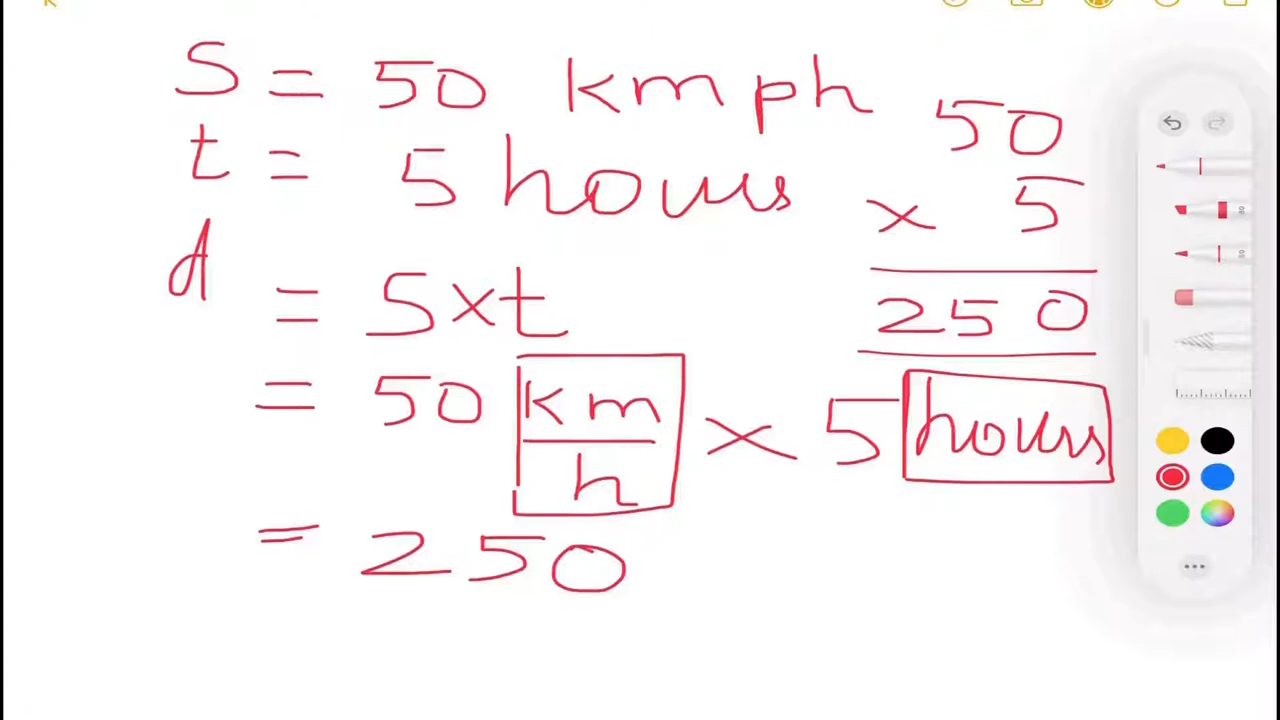 S = 50 kmph
t = 5 hours
d = s x t
= 50 km/h x 5 hours
= 250
50
x 5
250